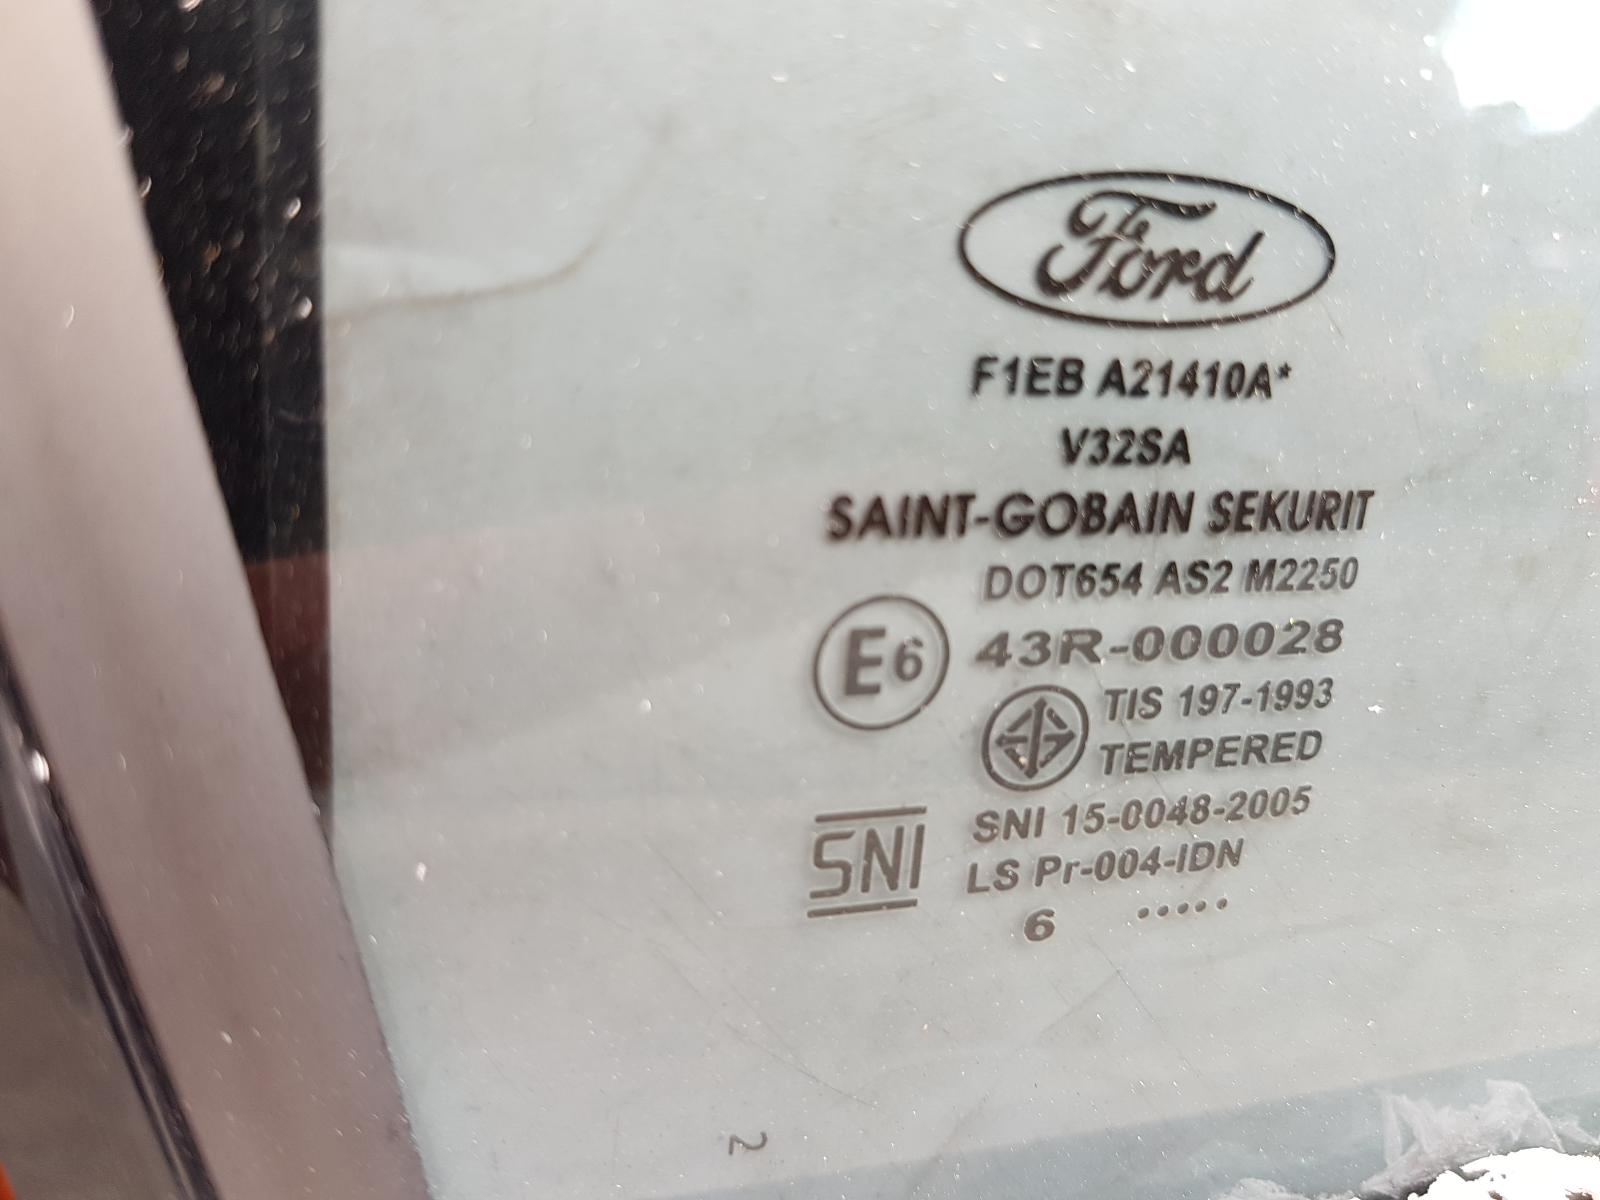 Ford
F1EB A21410A*
V32SA
SAINT-GOBAIN SEKURIT
DOT654 AS2 M2250
E6 43R-000028
TIS 197-1993
TEMPERED
SNI SNI 15-0048-2005
LS Pr-004-IDN
6 .....
2